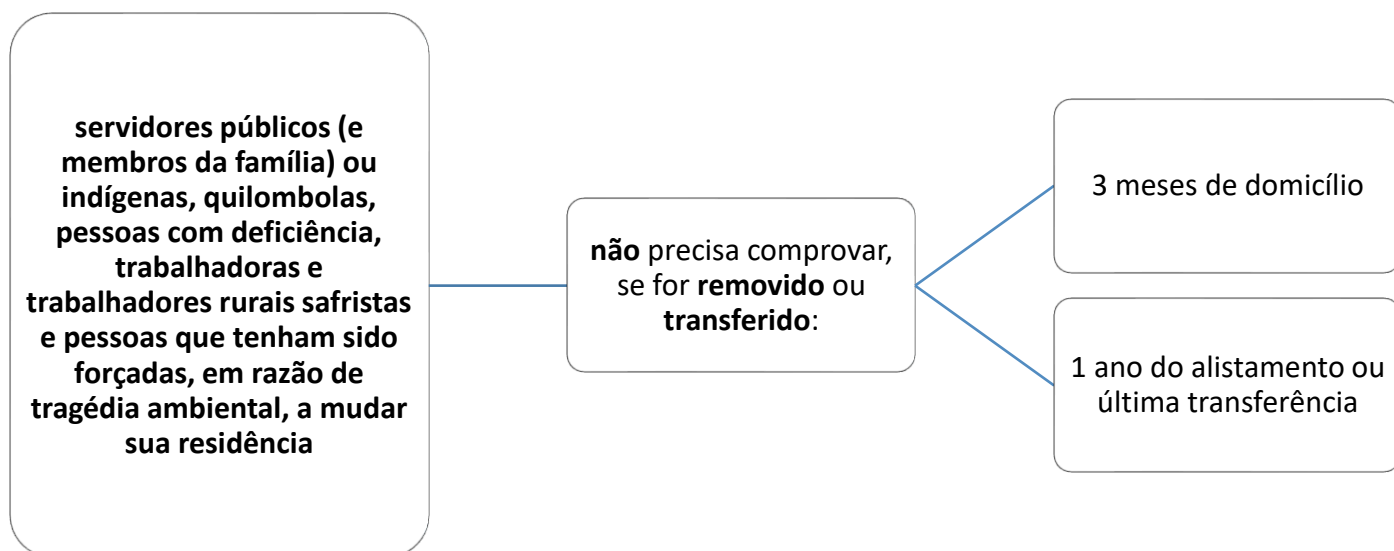 servidores públicos (e
membros da família) ou
indígenas, quilombolas,
pessoas com deficiência,
trabalhadoras e
trabalhadores rurais safristas
e pessoas que tenham sido
forçadas, em razão de
tragédia ambiental, a mudar
sua residência
não precisa comprovar,
se for removido ou
transferido:
3 meses de domicílio
1 ano do alistamento ou
última transferência